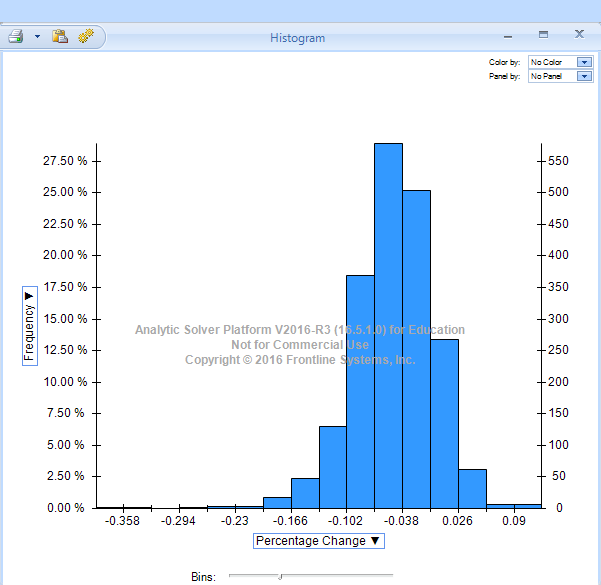 Histogram
Color by: No Color
Panel by: No Panel
27.50 % 550
25.00 % 500
22.50 % 450
20.00 % 400
17.50 % 350
15.00 % 300
12.50 % 250
10.00 % 200
7.50 % 150
5.00 % 100
2.50 % 50
0.00 % 0
Frequency ▼
Analytic Solver Platform V2016-R3 (16.5.1.0) for Education
Not for Commercial Use
Copyright © 2016 Frontline Systems, Inc.
-0.358 -0.294 -0.23 -0.166 -0.102 -0.038 0.026 0.09
Percentage Change ▼
Bins: